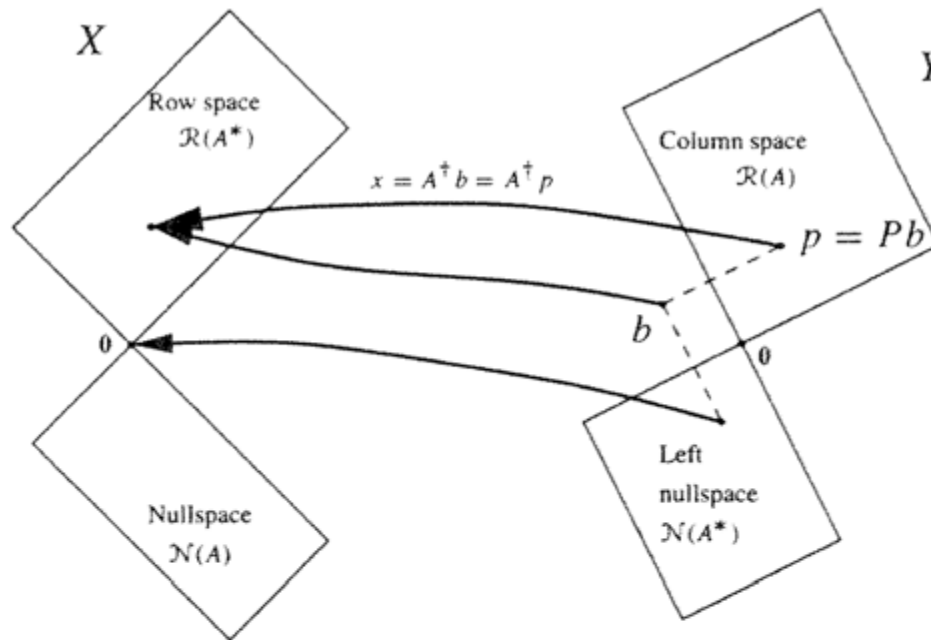 X
Y
Row space
ℛ(A*)
Column space
ℛ(A)
x = A† b = A† p
p = Pb
b
0
0
Left
nullspace
𝒩(A*)
Nullspace
𝒩(A)